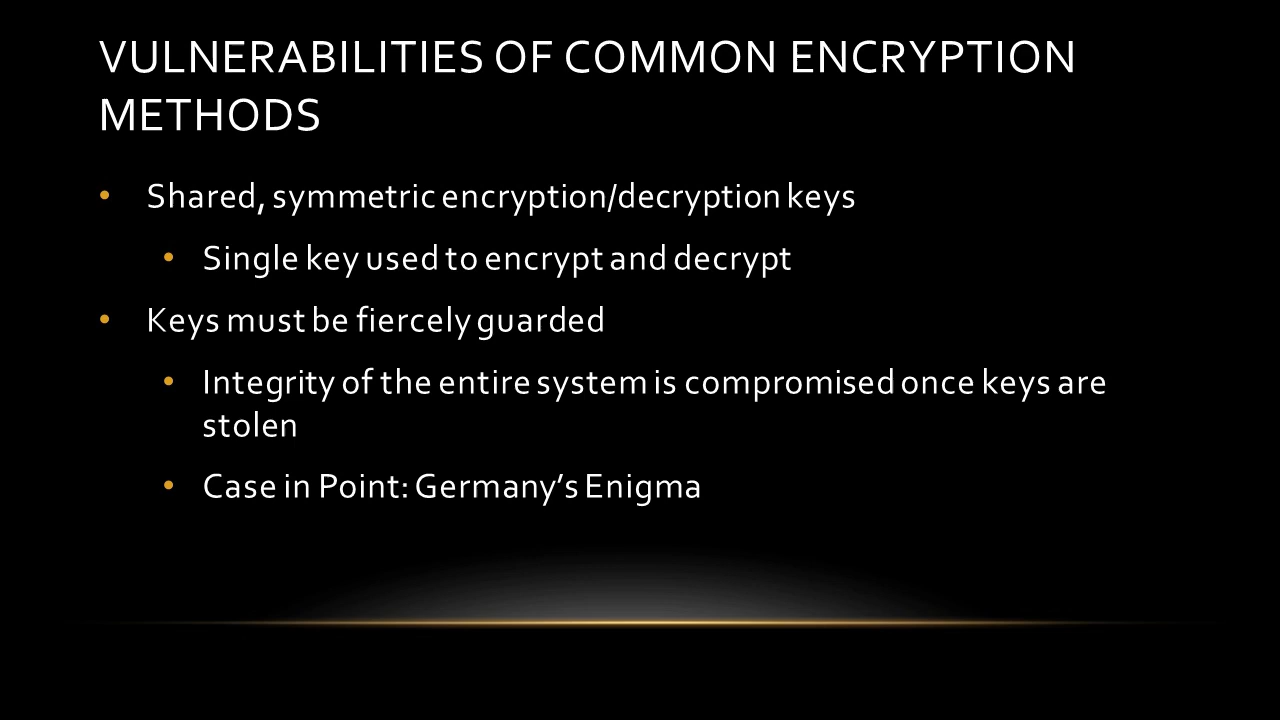 VULNERABILITIES OF COMMON ENCRYPTION
METHODS
• Shared, symmetric encryption/decryption keys
• Single key used to encrypt and decrypt
• Keys must be fiercely guarded
• Integrity of the entire system is compromised once keys are
stolen
• Case in Point: Germany’s Enigma